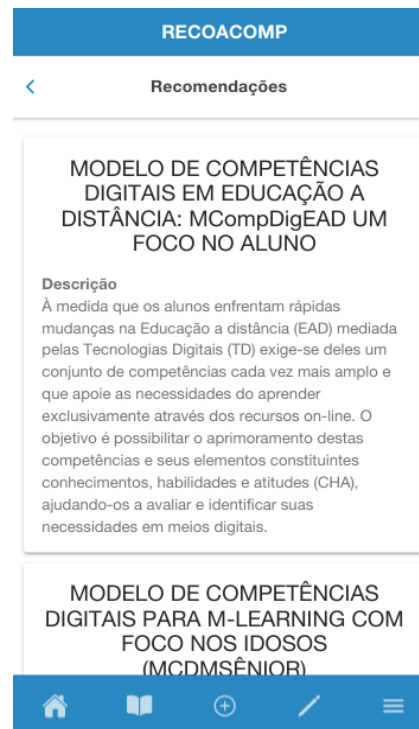 RECOACOMP
Recomendações
MODELO DE COMPETÊNCIAS
DIGITAIS EM EDUCAÇÃO A
DISTÂNCIA: MCompDigEAD UM
FOCO NO ALUNO
Descrição
À medida que os alunos enfrentam rápidas
mudanças na Educação a distância (EAD) mediada
pelas Tecnologias Digitais (TD) exige-se deles um
conjunto de competências cada vez mais amplo e
que apoie as necessidades do aprender
exclusivamente através dos recursos on-line. O
objetivo é possibilitar o aprimoramento destas
competências e seus elementos constituintes
conhecimentos, habilidades e atitudes (CHA),
ajudando-os a avaliar e identificar suas
necessidades em meios digitais.
MODELO DE COMPETÊNCIAS
DIGITAIS PARA M-LEARNING COM
FOCO NOS IDOSOS
(MCDMSÊNIOR)